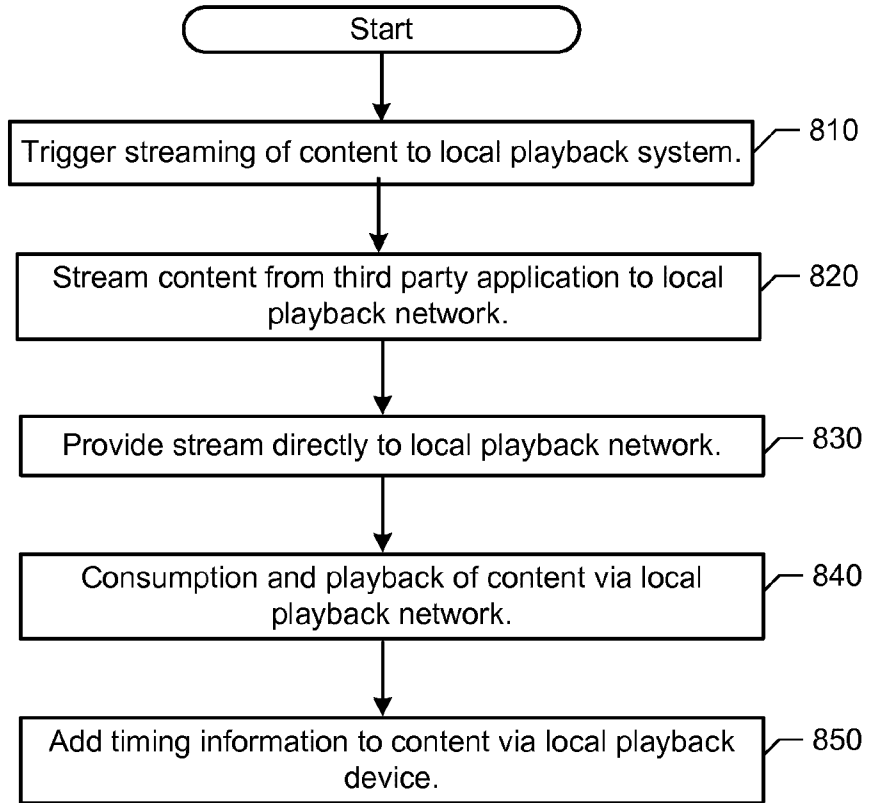 Start
Trigger streaming of content to local playback system.
810
Stream content from third party application to local
playback network.
820
Provide stream directly to local playback network.
830
Consumption and playback of content via local
playback network.
840
Add timing information to content via local playback
device.
850